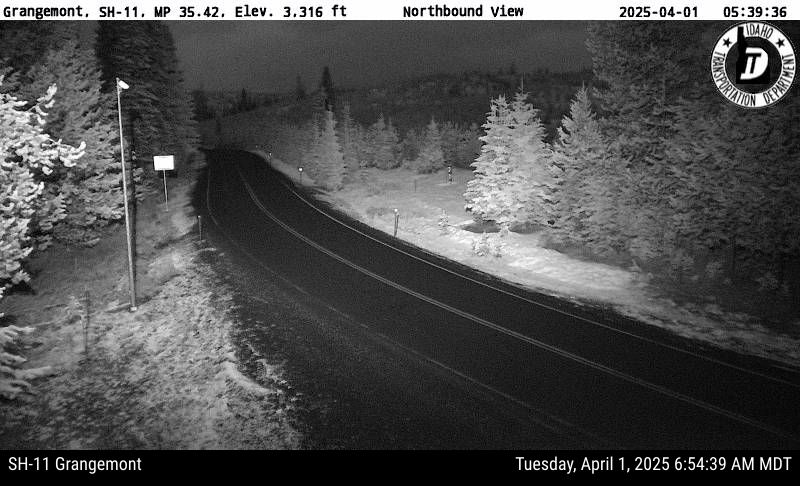 Grangemont, SH-11, MP 35.42, Elev. 3,316 ft Northbound View 2025-04-01 05:39:36
IDAHO
TRANSPORTATION DEPARTMENT
SH-11 Grangemont Tuesday, April 1, 2025 6:54:39 AM MDT